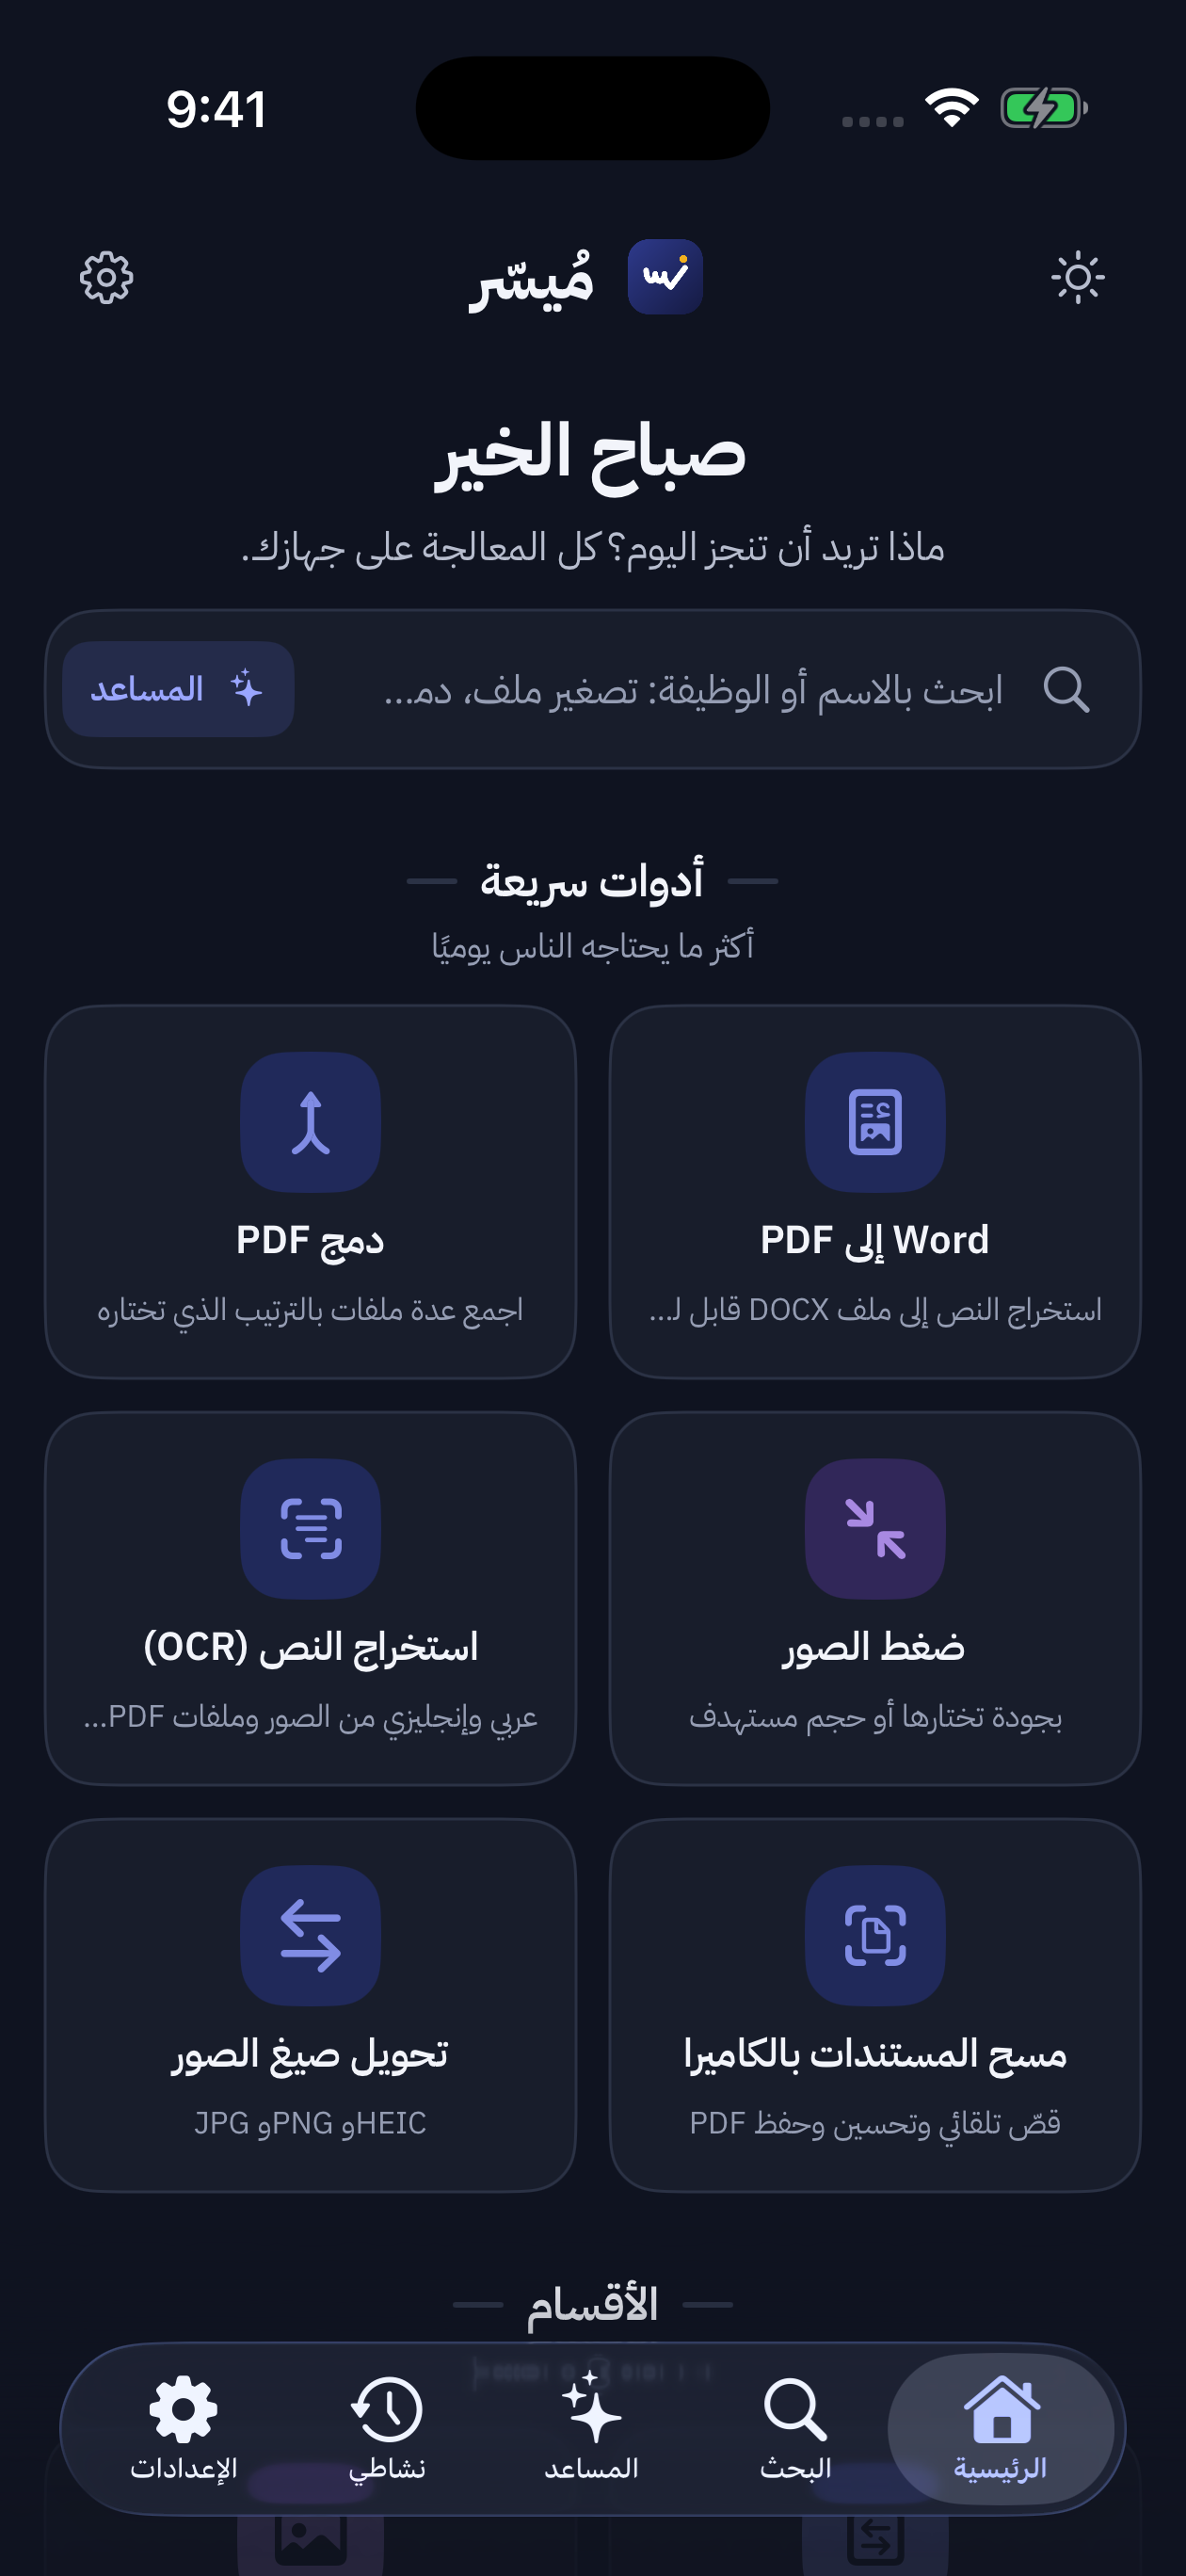 9:41
مُيسّر
صباح الخير
ماذا تريد أن تنجز اليوم؟ كل المعالجة على جهازك.
ابحث بالاسم أو الوظيفة: تصغير ملف، دم...
المساعد
أدوات سريعة
أكثر ما يحتاجه الناس يوميًا
PDF إلى Word
استخراج النص إلى ملف DOCX قابل لـ...
دمج PDF
اجمع عدة ملفات بالترتيب الذي تختاره
ضغط الصور
بجودة تختارها أو حجم مستهدف
استخراج النص (OCR)
عربي وإنجليزي من الصور وملفات PDF...
مسح المستندات بالكاميرا
قصّ تلقائي وتحسين وحفظ PDF
تحويل صيغ الصور
HEICو PNGو JPG
الأقسام
الرئيسية
البحث
المساعد
نشاطي
الإعدادات